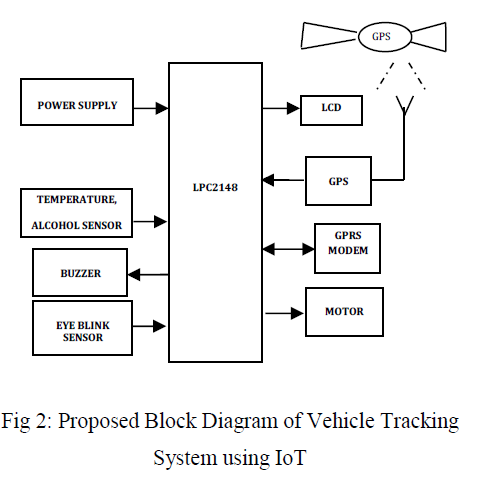 GPS
POWER SUPPLY
LCD
LPC2148
GPS
TEMPERATURE,
ALCOHOL SENSOR
GPRS
MODEM
BUZZER
MOTOR
EYE BLINK
SENSOR
Fig 2: Proposed Block Diagram of Vehicle Tracking
System using IoT